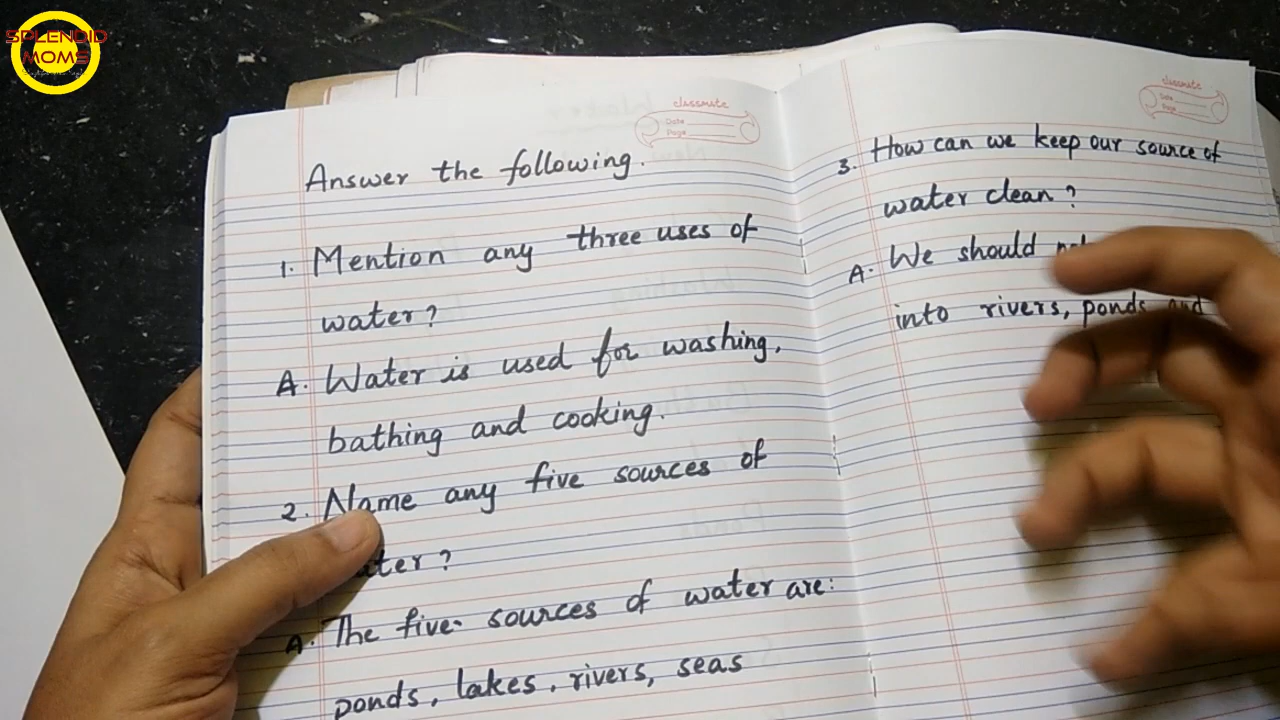 SPLENDID
MOMS
classmate
Date
Page
Answer the following.
1. Mention any three uses of
water?
A. Water is used for washing,
bathing and cooking.
2. Name any five sources of
water?
A. The five sources of water are:
ponds, lakes, rivers, seas
classmate
Date
Page
3. How can we keep our source of
water clean?
A. We should
into rivers, ponds and